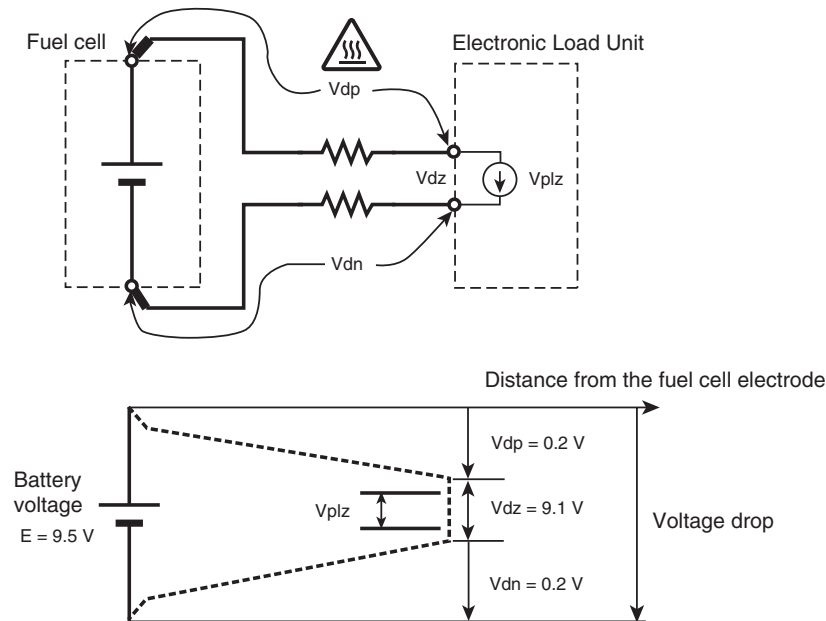 Fuel cell
Electronic Load Unit
Vdp
Vdz
Vplz
Vdn
Distance from the fuel cell electrode
Vdp = 0.2 V
Battery
voltage
E = 9.5 V
Vplz
Vdz = 9.1 V
Voltage drop
Vdn = 0.2 V